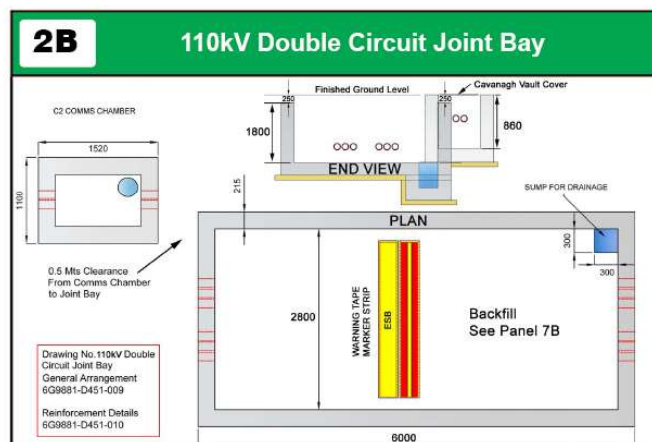 2B
110kV Double Circuit Joint Bay
Finished Ground Level
Cavanagh Vault Cover
C2 COMMS CHAMBER
250
250
1520
1800
860
END VIEW
1100
215
SUMP FOR DRAINAGE
PLAN
300
300
0.5 Mts Clearance
From Comms Chamber
to Joint Bay
2800
WARNING TAPE
MARKER STRIP
ESB
Backfill
See Panel 7B
Drawing No.110kV Double
Circuit Joint Bay
General Arrangement
6G9881-D451-009
Reinforcement Details
6G9881-D451-010
6000